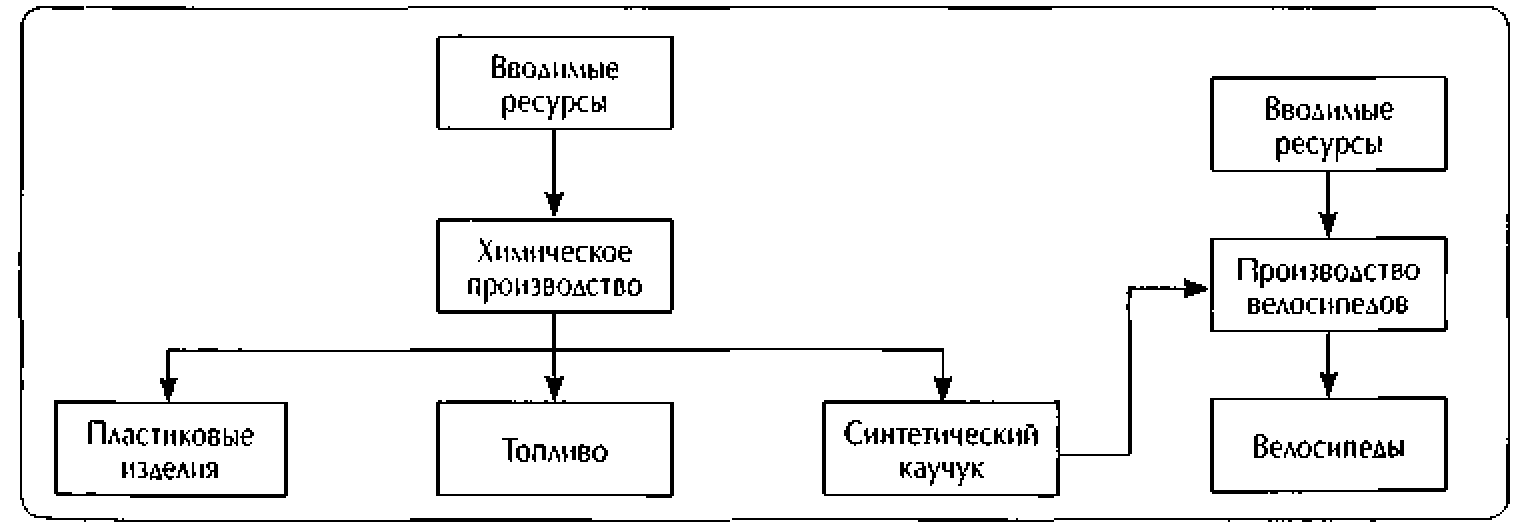 Вводимые
ресурсы
Вводимые
ресурсы
Химическое
производство
Производство
велосипедов
Пластиковые
изделия
Топливо
Синтетический
каучук
Велосипеды